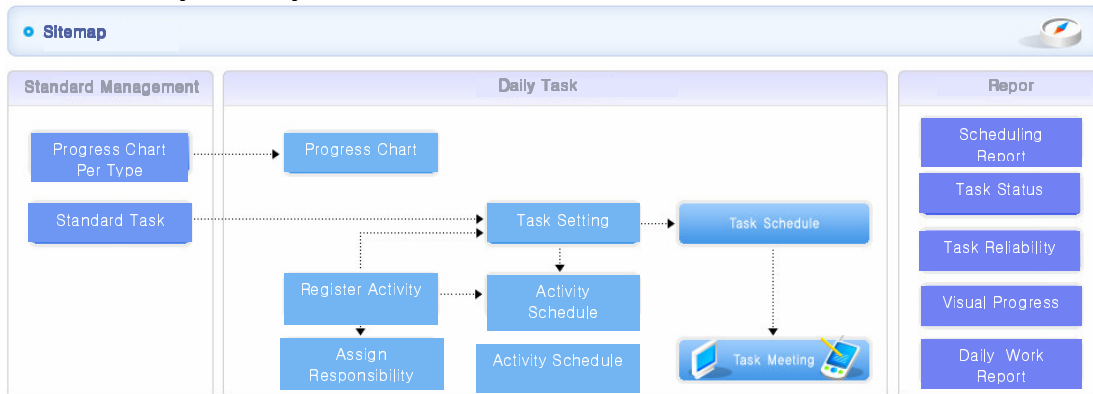 Sitemap
Standard Management
Daily Task
Repor
Progress Chart
Per Type
Progress Chart
Scheduling
Report
Standard Task
Task Setting
Task Schedule
Task Status
Task Reliability
Register Activity
Activity
Schedule
Visual Progress
Assign
Responsibility
Activity Schedule
Task Meeting
Daily Work
Report